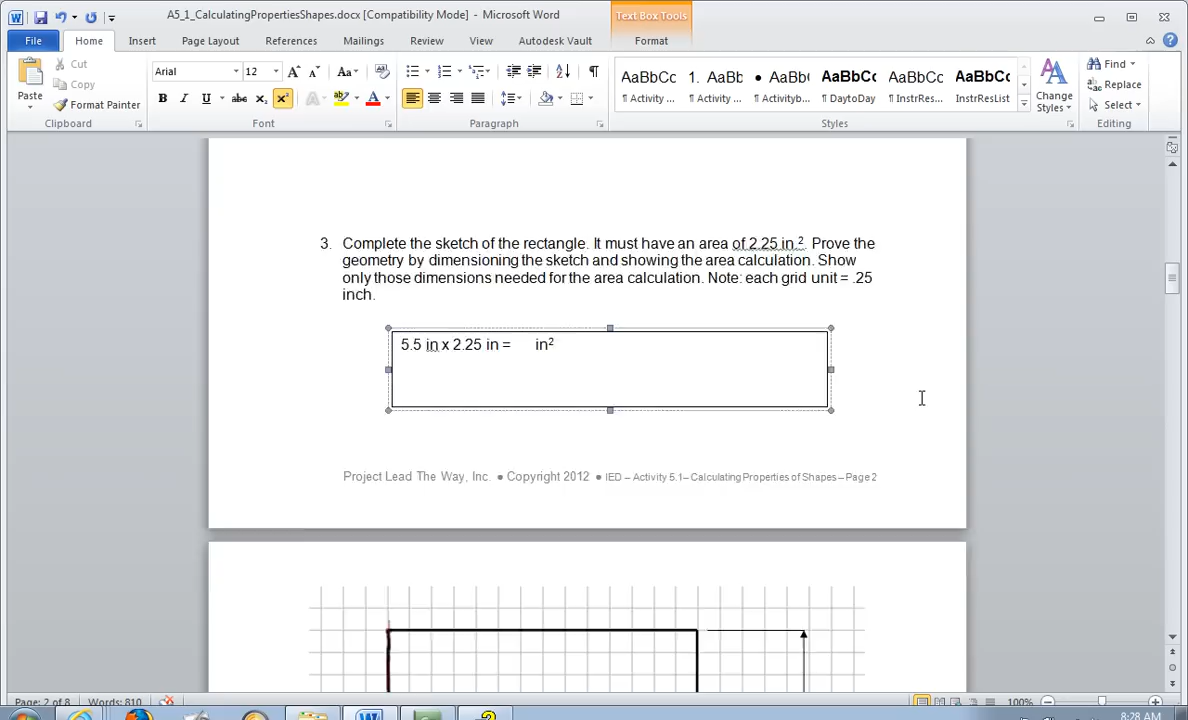 A5_1_CalculatingPropertiesShapes.docx [Compatibility Mode] - Microsoft Word
Text Box Tools
File Home Insert Page Layout References Mailings Review View Autodesk Vault Format
Paste
Cut
Copy
Format Painter
Clipboard
Arial 12
Font
Paragraph
AaBbCc AaBb AaBb( AaBbCc AaBbCc AaBbCc
¶ Activity ... ¶ Activity ... ¶ Activityb... ¶ DaytoDay ¶ InstrRes... InstrResList
Styles
Change Styles
Find
Replace
Select
Editing
3. Complete the sketch of the rectangle. It must have an area of 2.25 in.². Prove the
geometry by dimensioning the sketch and showing the area calculation. Show
only those dimensions needed for the area calculation. Note: each grid unit = .25
inch.
5.5 in x 2.25 in = in²
Project Lead The Way, Inc. ● Copyright 2012 ● IED – Activity 5.1– Calculating Properties of Shapes – Page 2
Page: 2 of 8 Words: 810 100%
8:28 AM